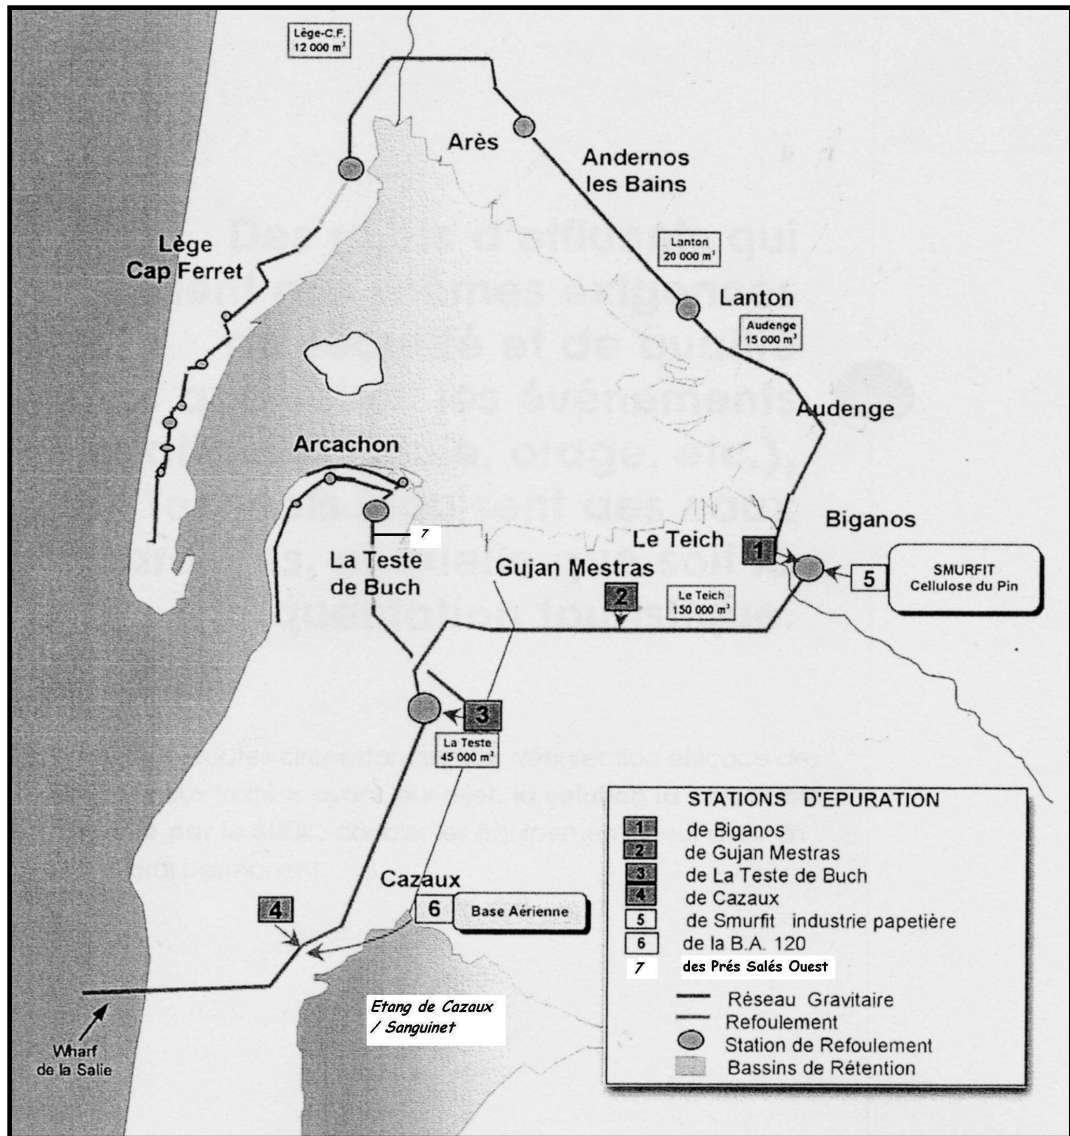 Lège-C.F.
12 000 m³
Arès
Andernos
les Bains
Lège
Cap Ferret
Lanton
20 000 m³
Lanton
Audenge
15 000 m³
Audenge
Arcachon
7
La Teste
de Buch
Le Teich
1
Biganos
5
SMURFIT
Cellulose du Pin
Gujan Mestras
2
Le Teich
150 000 m³
3
La Teste
45 000 m³
Cazaux
4
6
Base Aérienne
Etang de Cazaux
/ Sanguinet
Wharf
de la Salie
STATIONS D'EPURATION
1 de Biganos
2 de Gujan Mestras
3 de La Teste de Buch
4 de Cazaux
5 de Smurfit industrie papetière
6 de la B.A. 120
7 des Prés Salés Ouest
Réseau Gravitaire
Refoulement
Station de Refoulement
Bassins de Rétention